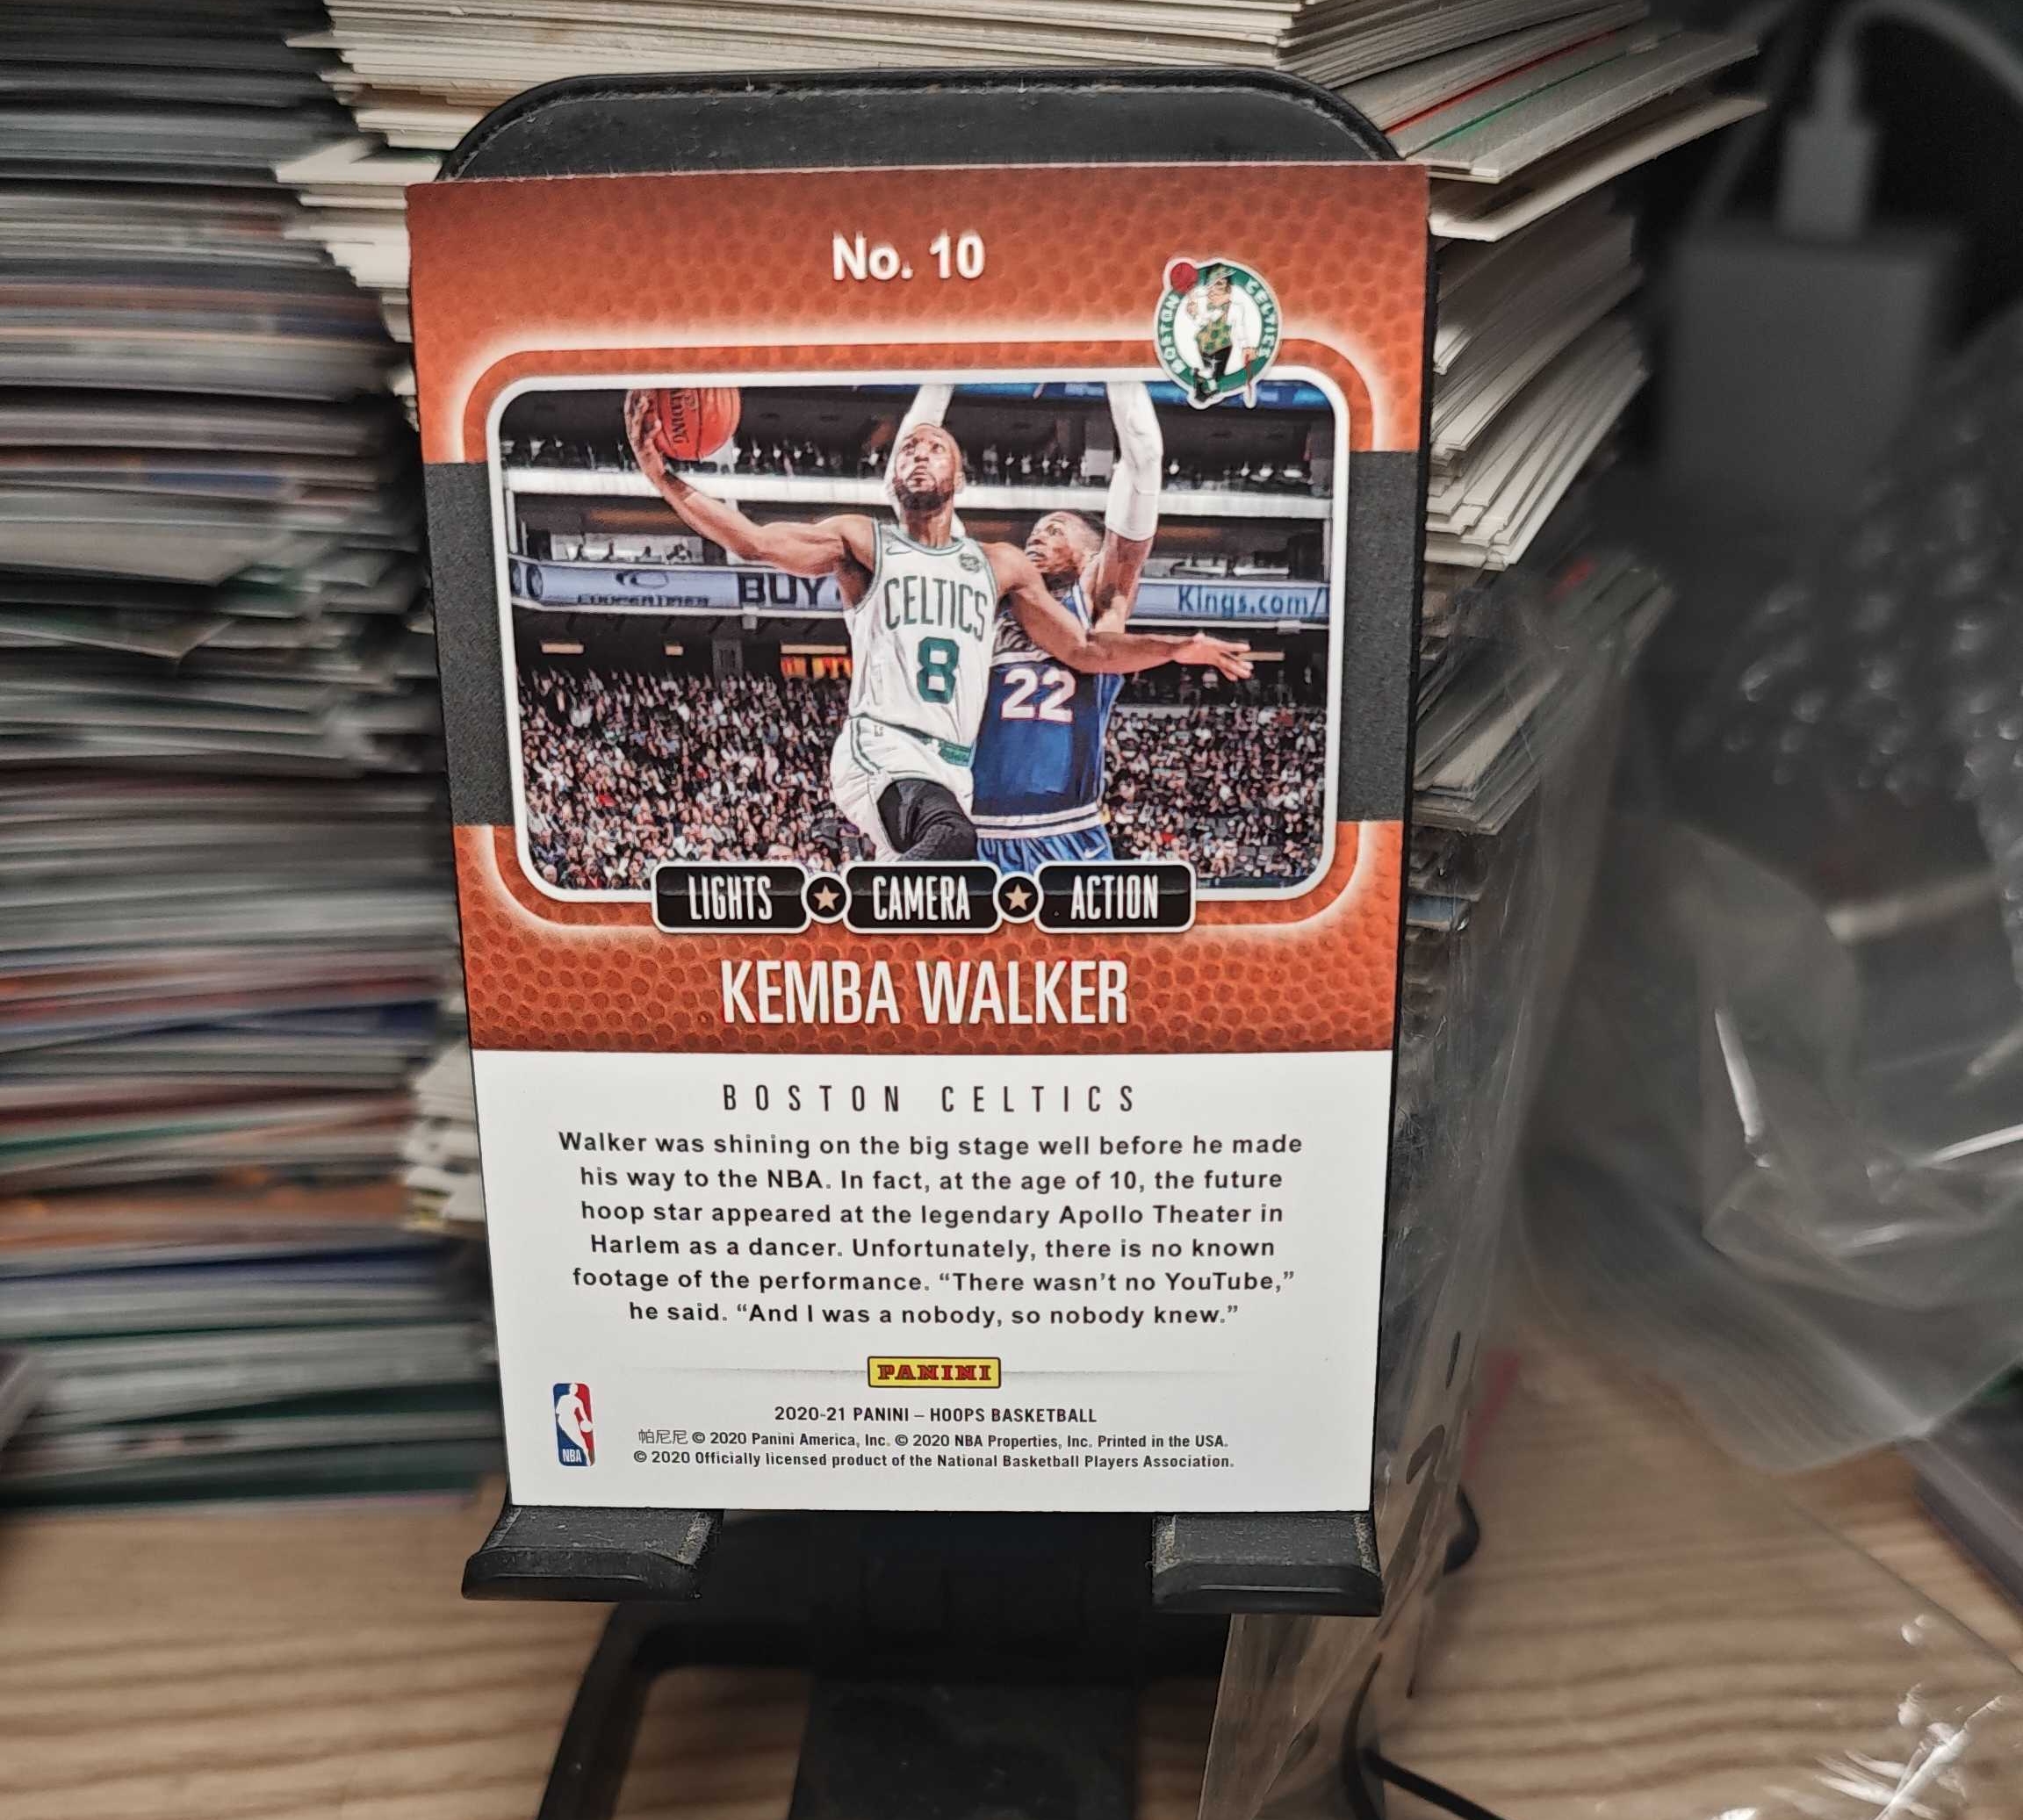 No. 10
BOSTON CELTICS
SPALDING
BUY
Kings.com/
CELTICS
8
22
LIGHTS CAMERA ACTION
KEMBA WALKER
BOSTON CELTICS
Walker was shining on the big stage well before he made
his way to the NBA. In fact, at the age of 10, the future
hoop star appeared at the legendary Apollo Theater in
Harlem as a dancer. Unfortunately, there is no known
footage of the performance. “There wasn’t no YouTube,”
he said. “And I was a nobody, so nobody knew.”
PANINI
2020-21 PANINI – HOOPS BASKETBALL
帕尼尼 © 2020 Panini America, Inc. © 2020 NBA Properties, Inc. Printed in the USA.
© 2020 Officially licensed product of the National Basketball Players Association.
NBA